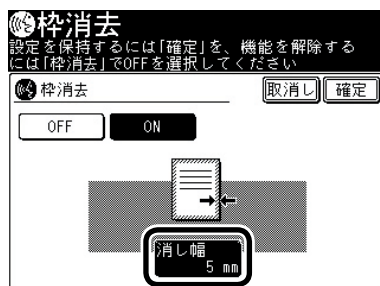 枠消去
設定を保持するには「確定」を、機能を解除する
には「枠消去」でOFFを選択してください
枠消去
取消し 確定
OFF ON
消し幅
5 mm